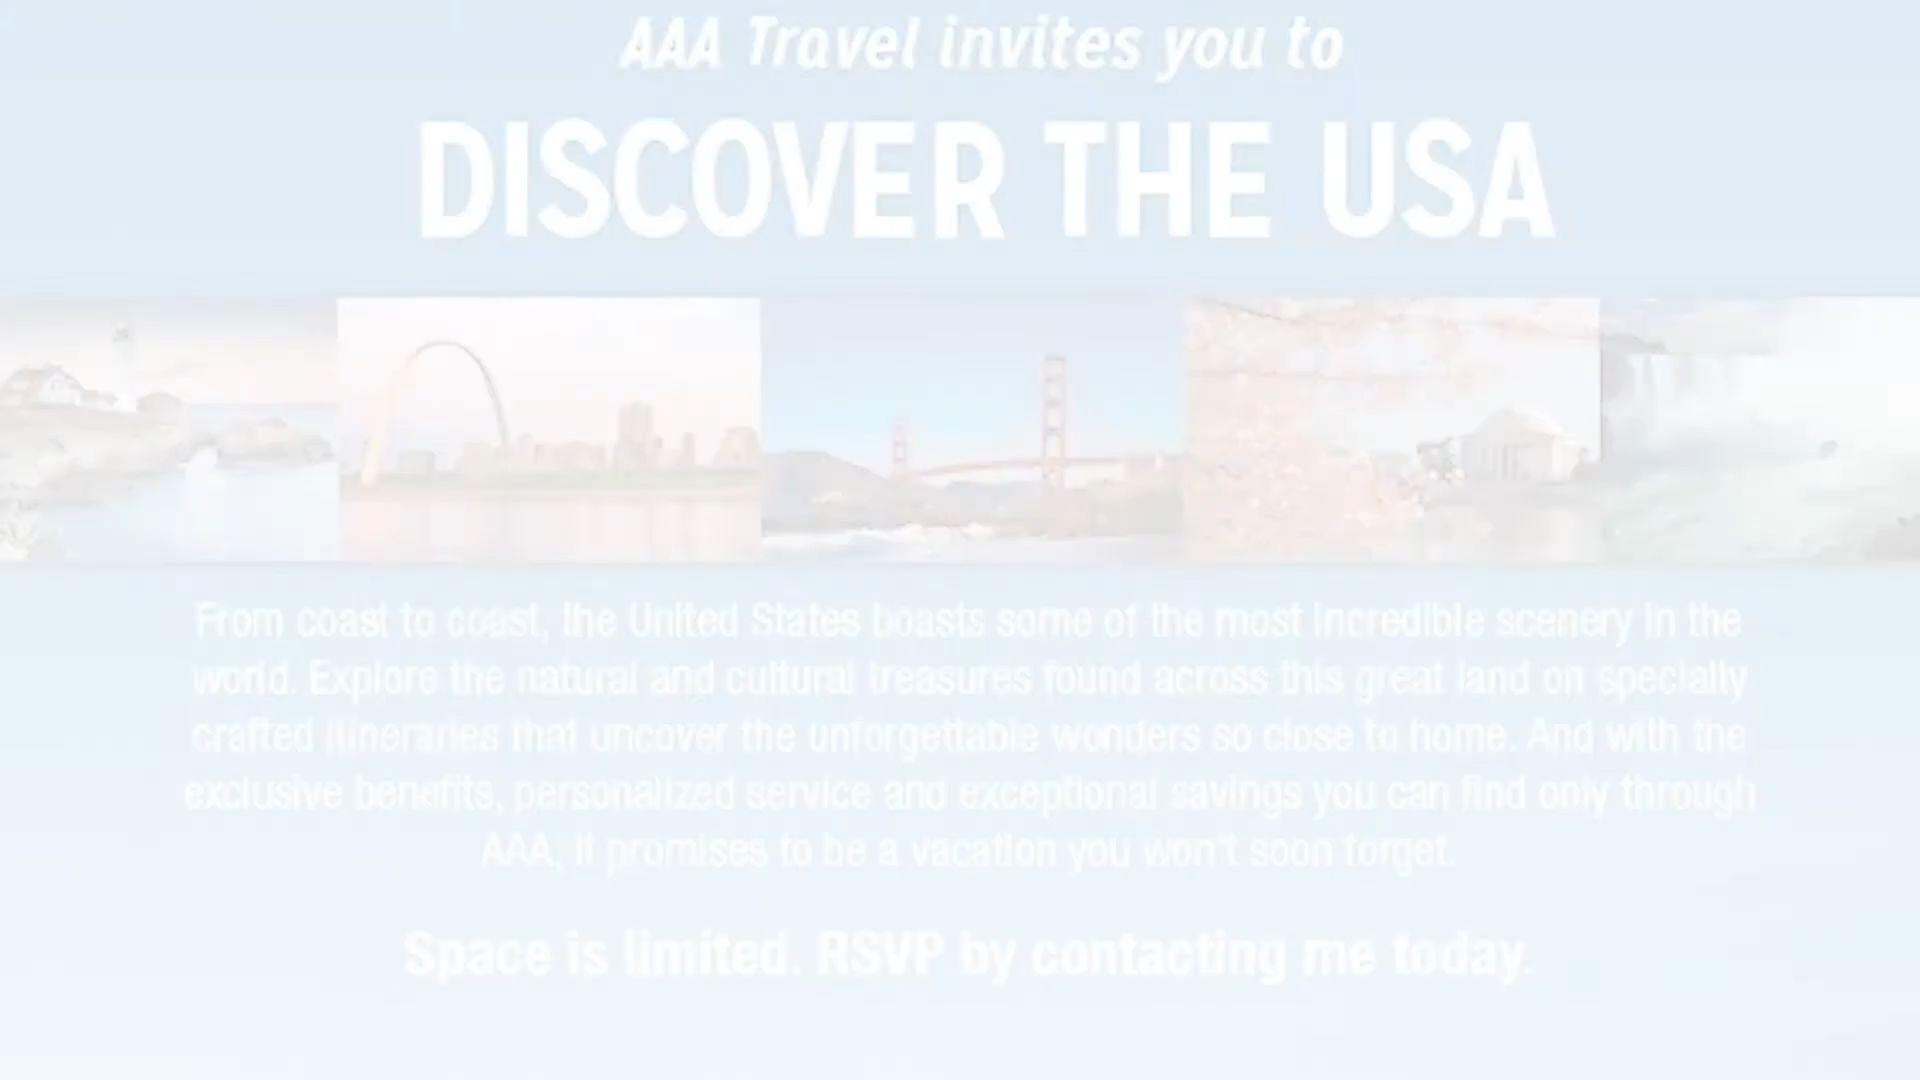 AAA Travel invites you to
DISCOVER THE USA
From coast to coast, the United States boasts some of the most incredible scenery in the
world. Explore the natural and cultural treasures found across this great land on specially
crafted itineraries that uncover the unforgettable wonders so close to home. And with the
exclusive benefits, personalized service and exceptional savings you can find only through
AAA, it promises to be a vacation you won't soon forget.
Space is limited. RSVP by contacting me today.